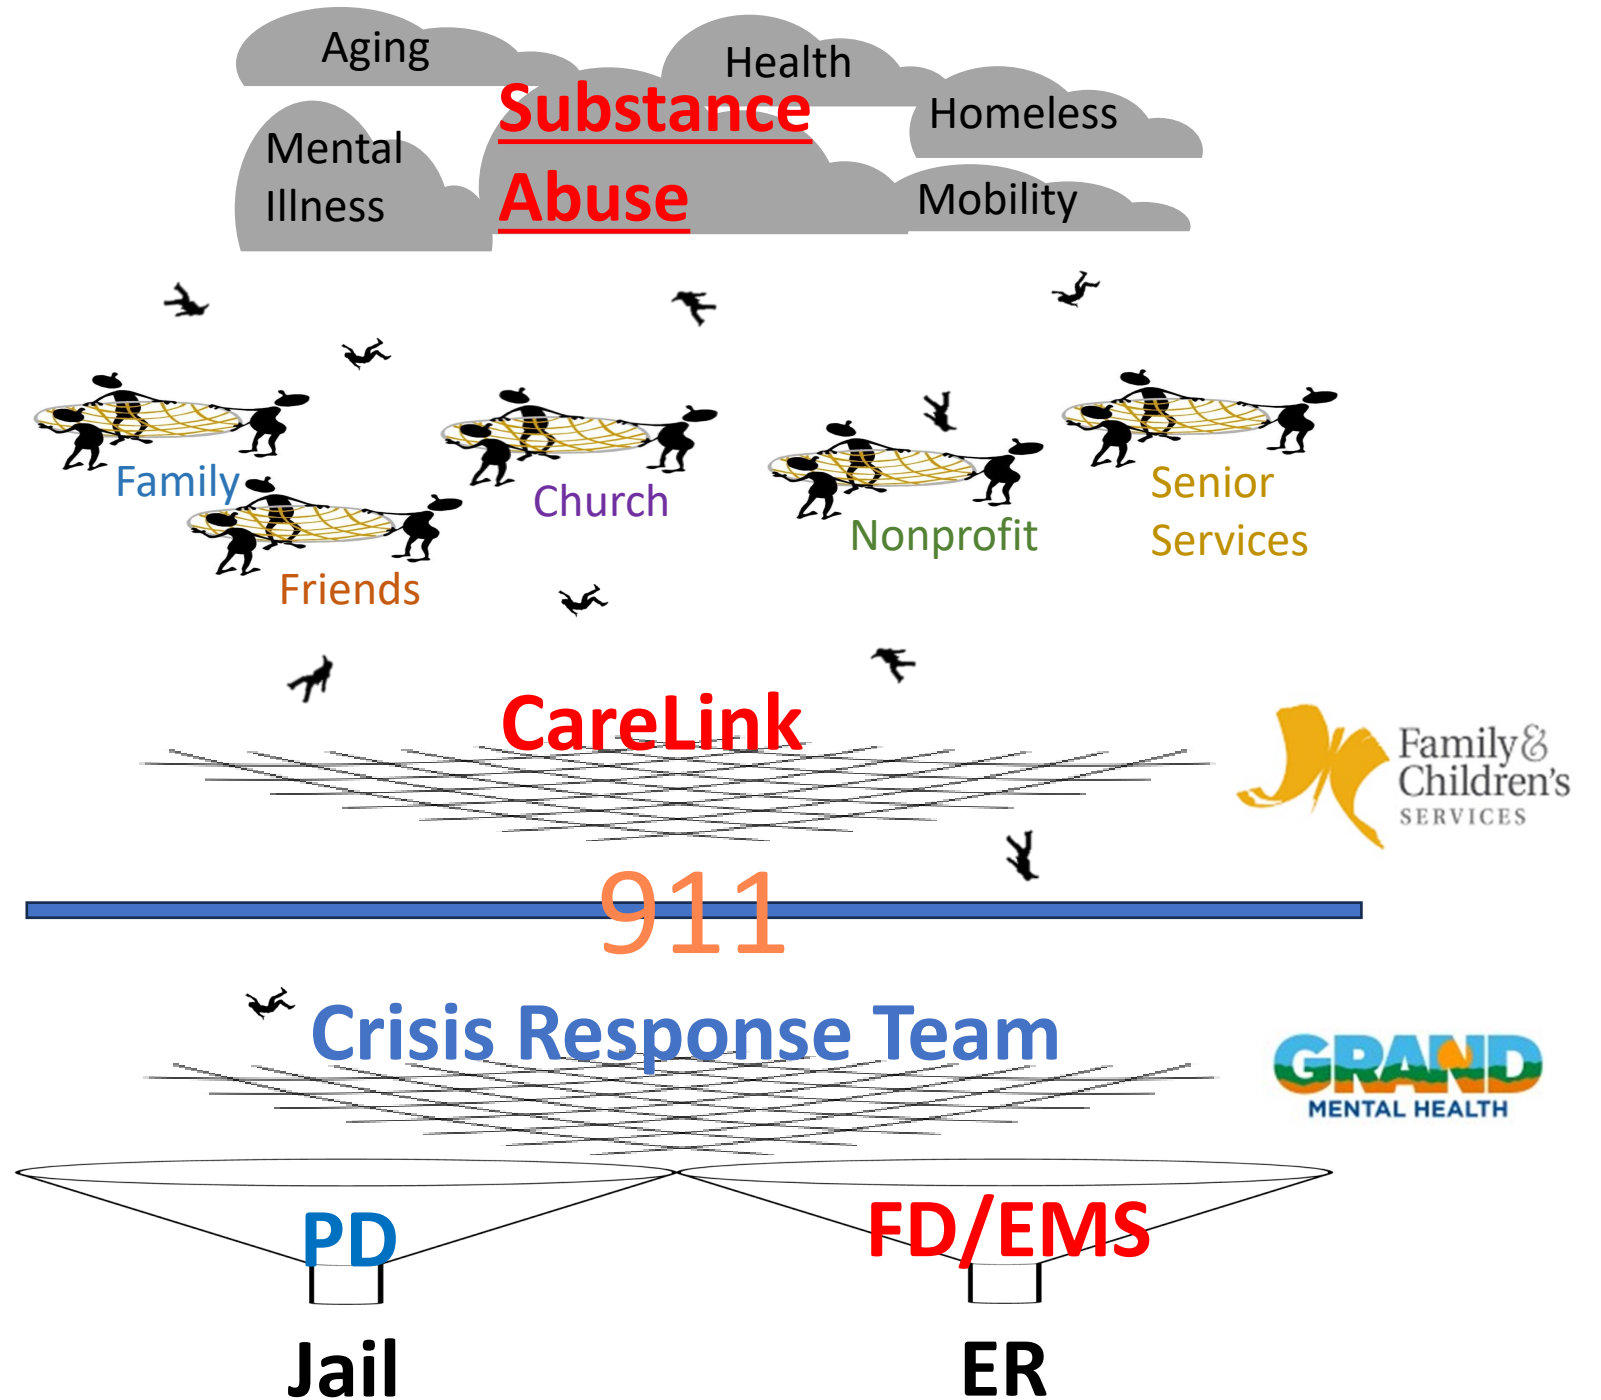 Aging
Health
Substance
Homeless
Mental
Illness
Abuse
Mobility
Family
Church
Senior
Services
Nonprofit
Friends
CareLink
Family &
Children's
SERVICES
911
Crisis Response Team
GRAND
MENTAL HEALTH
PD
FD/EMS
Jail
ER